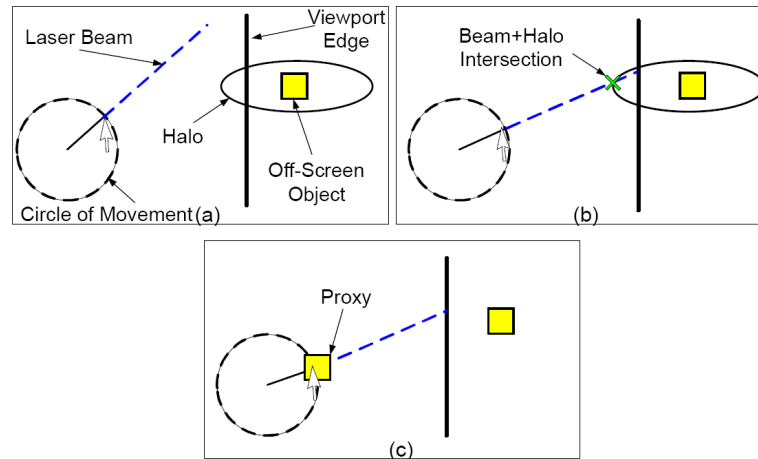 Viewport
Edge
Laser Beam
Halo
Off-Screen
Object
Circle of Movement
(a)
Beam+Halo
Intersection
(b)
Proxy
(c)